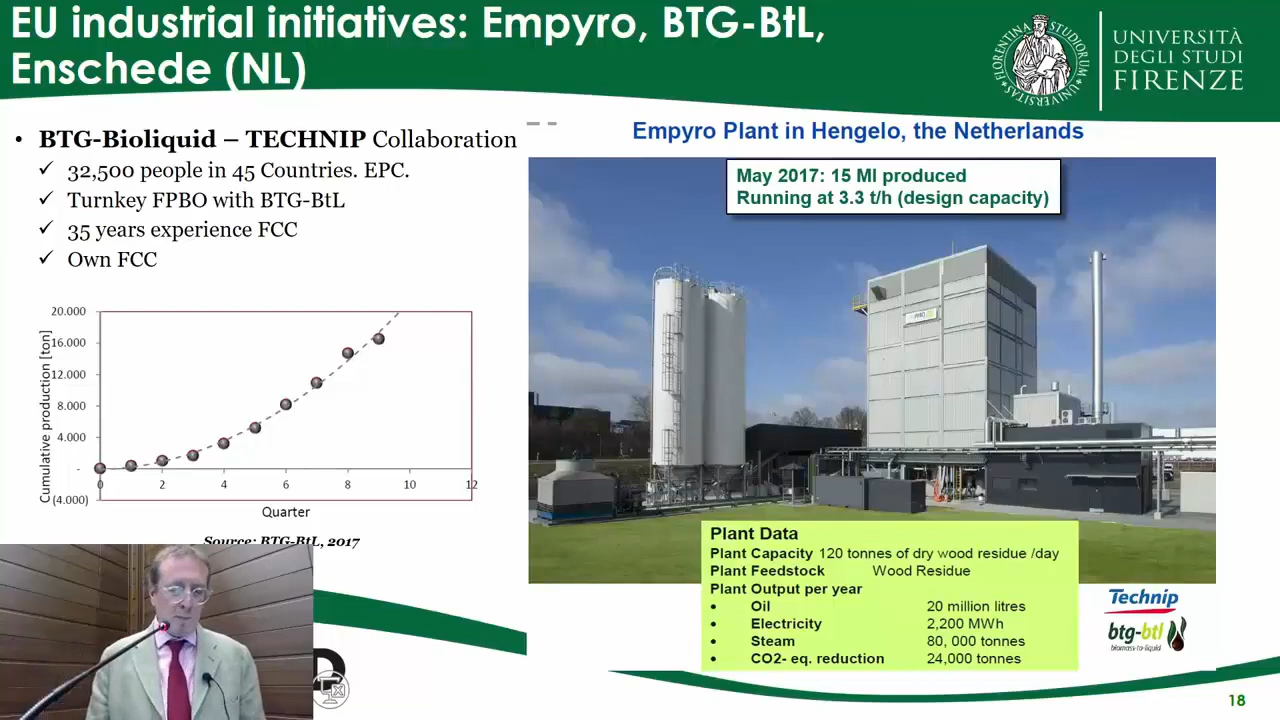 EU industrial initiatives: Empyro, BTG-BtL,
Enschede (NL)
UNIVERSITÀ
DEGLI STUDI
FIRENZE
• BTG-Bioliquid – TECHNIP Collaboration
✓ 32,500 people in 45 Countries. EPC.
✓ Turnkey FPBO with BTG-BtL
✓ 35 years experience FCC
✓ Own FCC
Cumulative production [ton]
20.000
16.000
12.000
8.000
4.000
-
(4.000)
0 2 4 6 8 10 12
Quarter
Source: BTG-BtL, 2017
Empyro Plant in Hengelo, the Netherlands
May 2017: 15 Ml produced
Running at 3.3 t/h (design capacity)
Plant Data
Plant Capacity 120 tonnes of dry wood residue /day
Plant Feedstock Wood Residue
Plant Output per year
• Oil 20 million litres
• Electricity 2,200 MWh
• Steam 80, 000 tonnes
• CO2- eq. reduction 24,000 tonnes
Technip
btg-btl
biomass-to-liquid
18